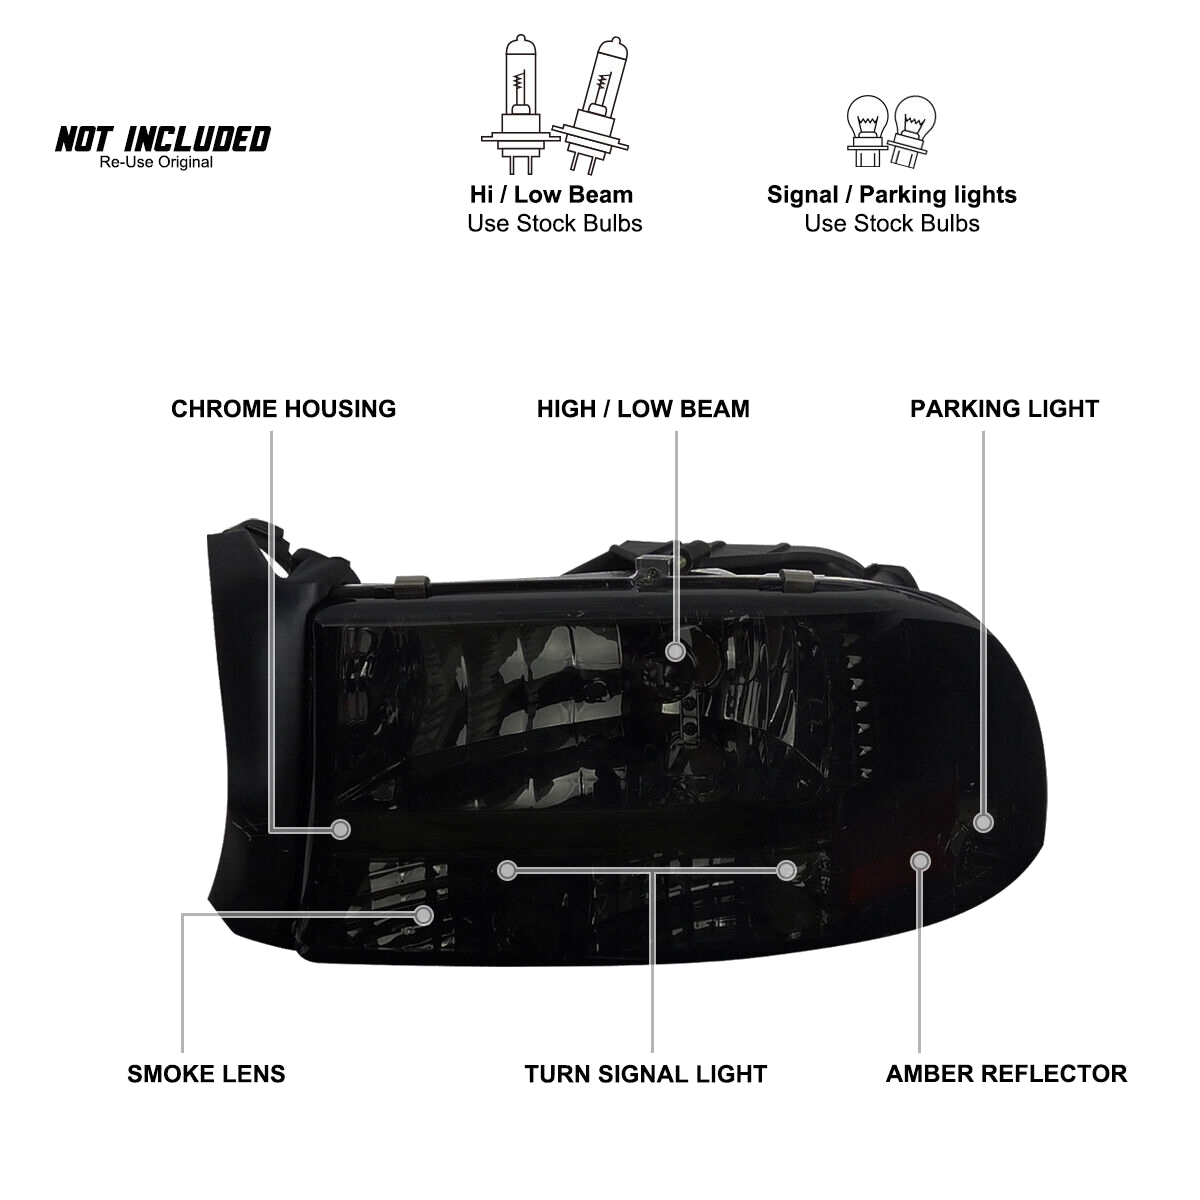 NOT INCLUDED
Re-Use Original
Hi / Low Beam
Use Stock Bulbs
Signal / Parking lights
Use Stock Bulbs
CHROME HOUSING
HIGH / LOW BEAM
PARKING LIGHT
SMOKE LENS
TURN SIGNAL LIGHT
AMBER REFLECTOR